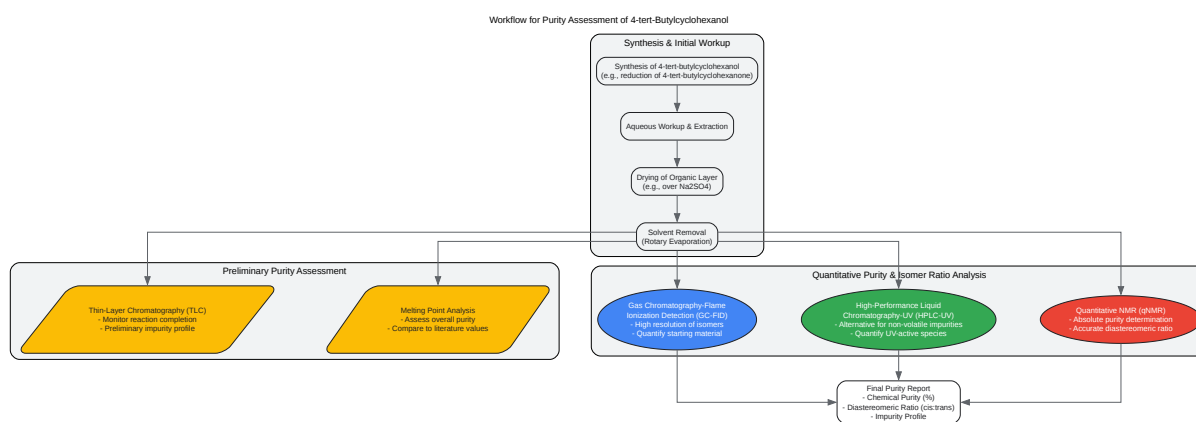 Workflow for Purity Assessment of 4-tert-Butylcyclohexanol
Synthesis & Initial Workup
Synthesis of 4-tert-butylcyclohexanol
(e.g., reduction of 4-tert-butylcyclohexanone)
Aqueous Workup & Extraction
Drying of Organic Layer
(e.g., over Na2SO4)
Solvent Removal
(Rotary Evaporation)
Preliminary Purity Assessment
Thin-Layer Chromatography (TLC)
- Monitor reaction completion
- Preliminary impurity profile
Melting Point Analysis
- Assess overall purity
- Compare to literature values
Quantitative Purity & Isomer Ratio Analysis
Gas Chromatography-Flame
Ionization Detection (GC-FID)
- High resolution of isomers
- Quantify starting material
High-Performance Liquid
Chromatography-UV (HPLC-UV)
- Alternative for non-volatile impurities
- Quantify UV-active species
Quantitative NMR (qNMR)
- Absolute purity determination
- Accurate diastereomeric ratio
Final Purity Report
- Chemical Purity (%)
- Diastereomeric Ratio (cis:trans)
- Impurity Profile